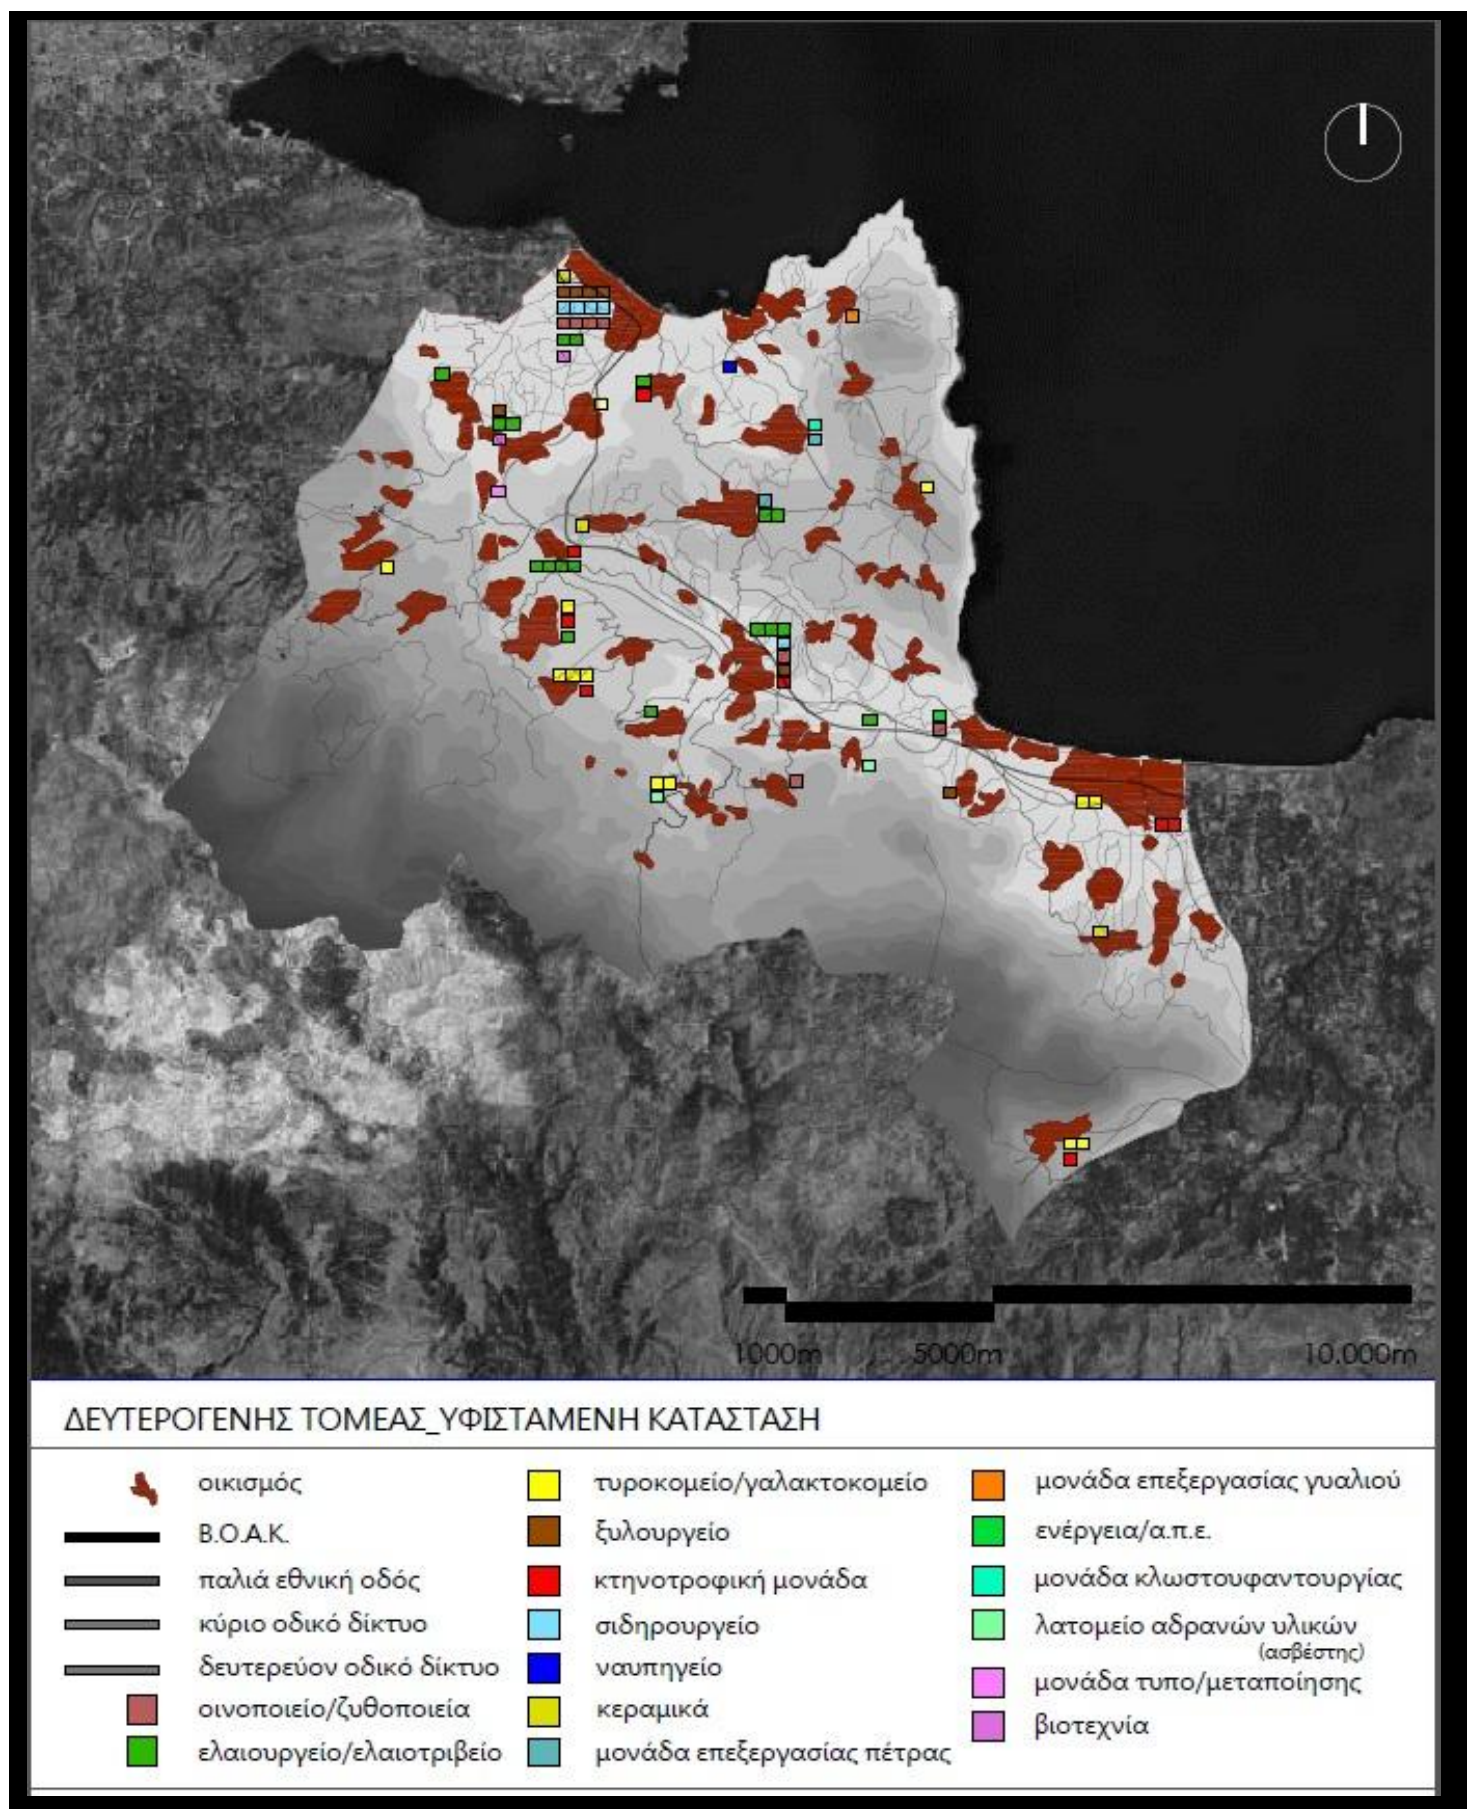 1000m 5000m 10.000m
ΔΕΥΤΕΡΟΓΕΝΗΣ ΤΟΜΕΑΣ_ΥΦΙΣΤΑΜΕΝΗ ΚΑΤΑΣΤΑΣΗ
οικισμός
Β.Ο.Α.Κ.
παλιά εθνική οδός
κύριο οδικό δίκτυο
δευτερεύον οδικό δίκτυο
οινοποιείο/ζυθοποιεία
ελαιουργείο/ελαιοτριβείο
τυροκομείο/γαλακτοκομείο
ξυλουργείο
κτηνοτροφική μονάδα
σιδηρουργείο
ναυπηγείο
κεραμικά
μονάδα επεξεργασίας πέτρας
μονάδα επεξεργασίας γυαλιού
ενέργεια/α.π.ε.
μονάδα κλωστουφαντουργίας
λατομείο αδρανών υλικών
(ασβέστης)
μονάδα τυπο/μεταποίησης
βιοτεχνία